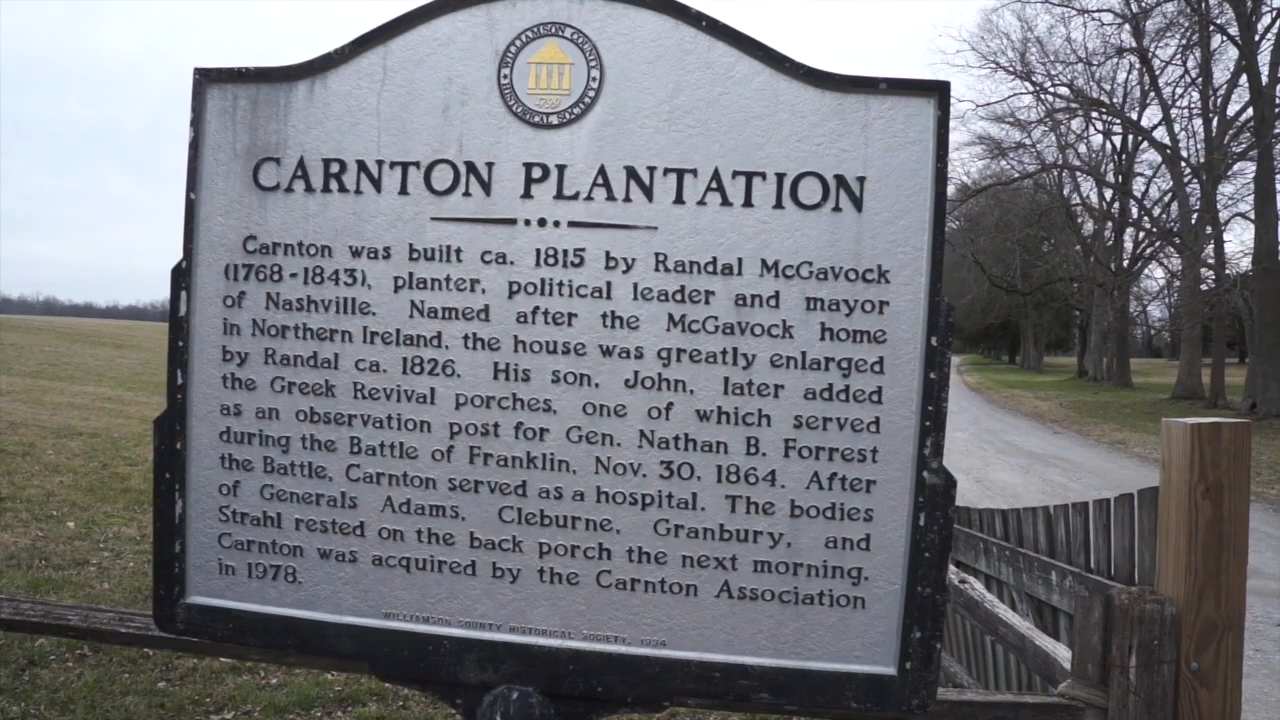 WILLIAMSON COUNTY
1799
HISTORICAL SOCIETY
CARNTON PLANTATION
Carnton was built ca. 1815 by Randal McGavock
(1768-1843), planter, political leader and mayor
of Nashville. Named after the McGavock home
in Northern Ireland, the house was greatly enlarged
by Randal ca. 1826. His son, John, later added
the Greek Revival porches, one of which served
as an observation post for Gen. Nathan B. Forrest
during the Battle of Franklin, Nov. 30, 1864. After
the Battle, Carnton served as a hospital. The bodies
of Generals Adams, Cleburne, Granbury, and
Strahl rested on the back porch the next morning.
Carnton was acquired by the Carnton Association
in 1978.
WILLIAMSON COUNTY HISTORICAL SOCIETY, 1994